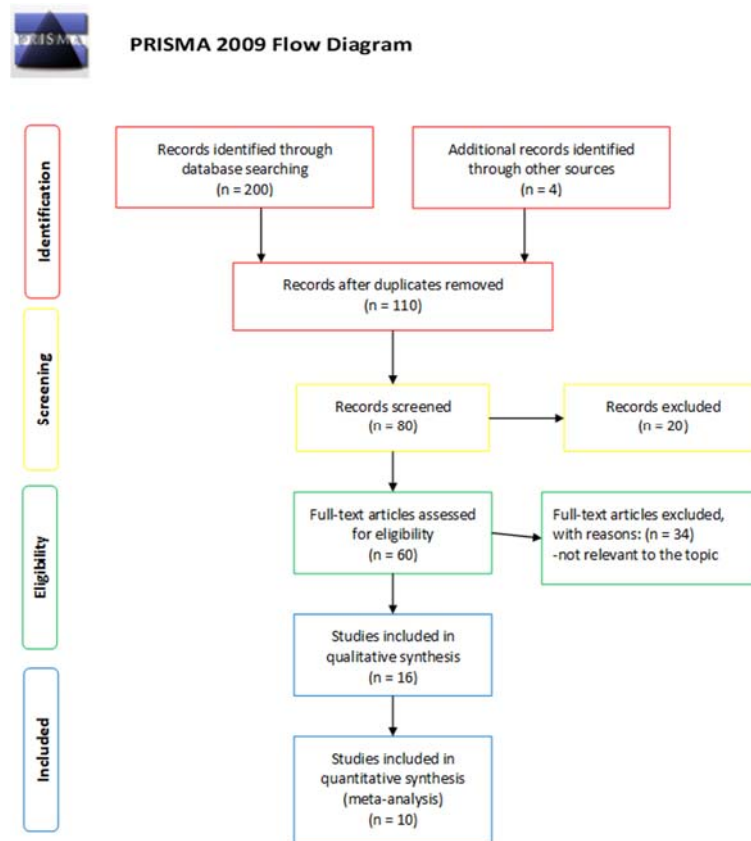 PRISMA
PRISMA 2009 Flow Diagram
Identification
Records identified through
database searching
(n = 200)
Additional records identified
through other sources
(n = 4)
Records after duplicates removed
(n = 110)
Screening
Records screened
(n = 80)
Records excluded
(n = 20)
Eligibility
Full-text articles assessed
for eligibility
(n = 60)
Full-text articles excluded,
with reasons: (n = 34)
-not relevant to the topic
Studies included in
qualitative synthesis
(n = 16)
Included
Studies included in
quantitative synthesis
(meta-analysis)
(n = 10)